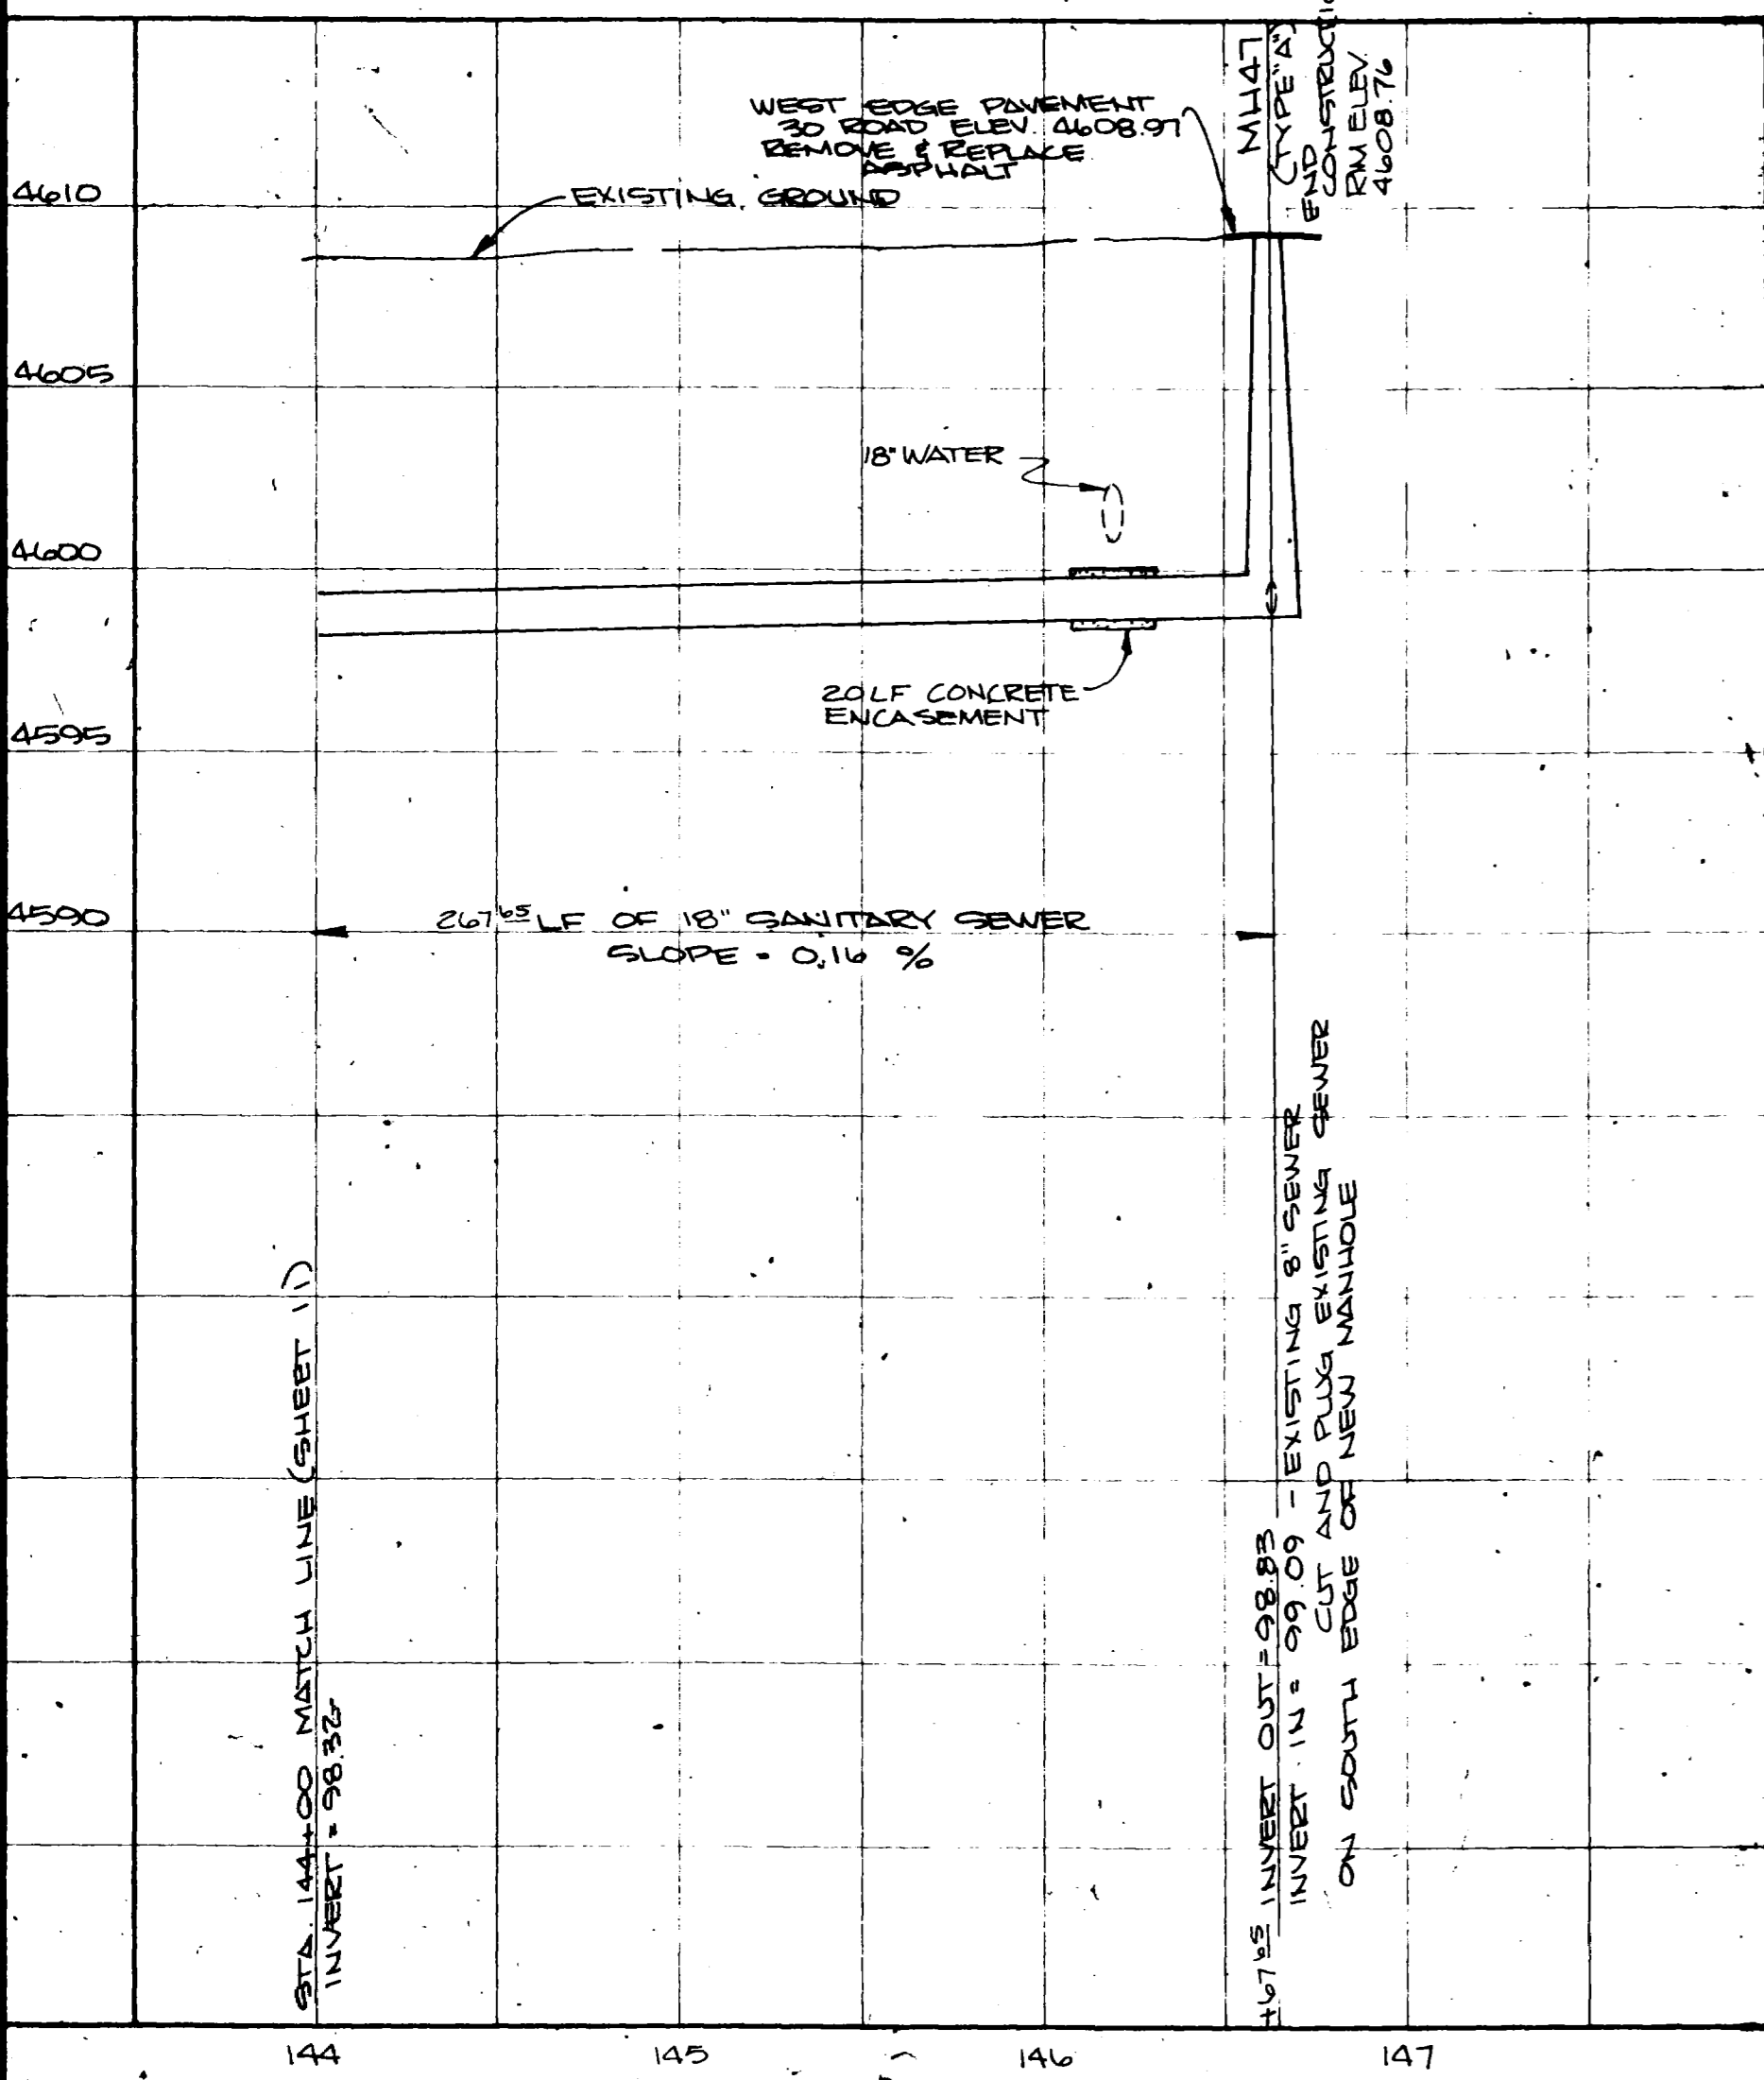 MH47
(TYPE "A")
END
RIM ELEV.
4608.76
WEST EDGE PAVEMENT
30 ROAD ELEV. 4608.97
REMOVE & REPLACE
ASPHALT
4610
EXISTING GROUND
4605
18" WATER
4600
20LF CONCRETE
ENCASEMENT
4595
4590
267 65 LF OF 18" SANITARY SEWER
SLOPE = 0.16 %
STA. 144+00 MATCH LINE (SHEET 11)
INVERT = 98.32
+67 65 INVERT OUT = 98.83
INVERT IN = 99.09 - EXISTING 8" SEWER
CUT AND PLUG EXISTING SEWER
ON SOUTH EDGE OF NEW MANHOLE
144
145
146
147